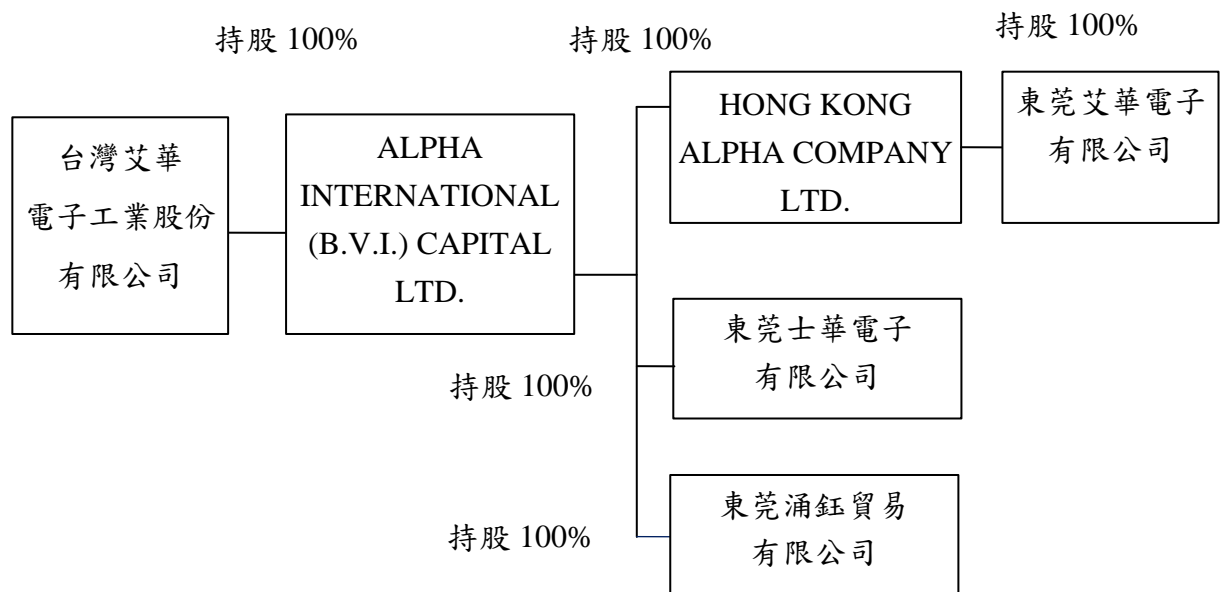 持股 100%
持股 100%
持股 100%
台灣艾華
電子工業股份
有限公司
ALPHA
INTERNATIONAL
(B.V.I.) CAPITAL
LTD.
HONG KONG
ALPHA COMPANY
LTD.
東莞艾華電子
有限公司
持股 100%
東莞士華電子
有限公司
持股 100%
東莞涌鈺貿易
有限公司